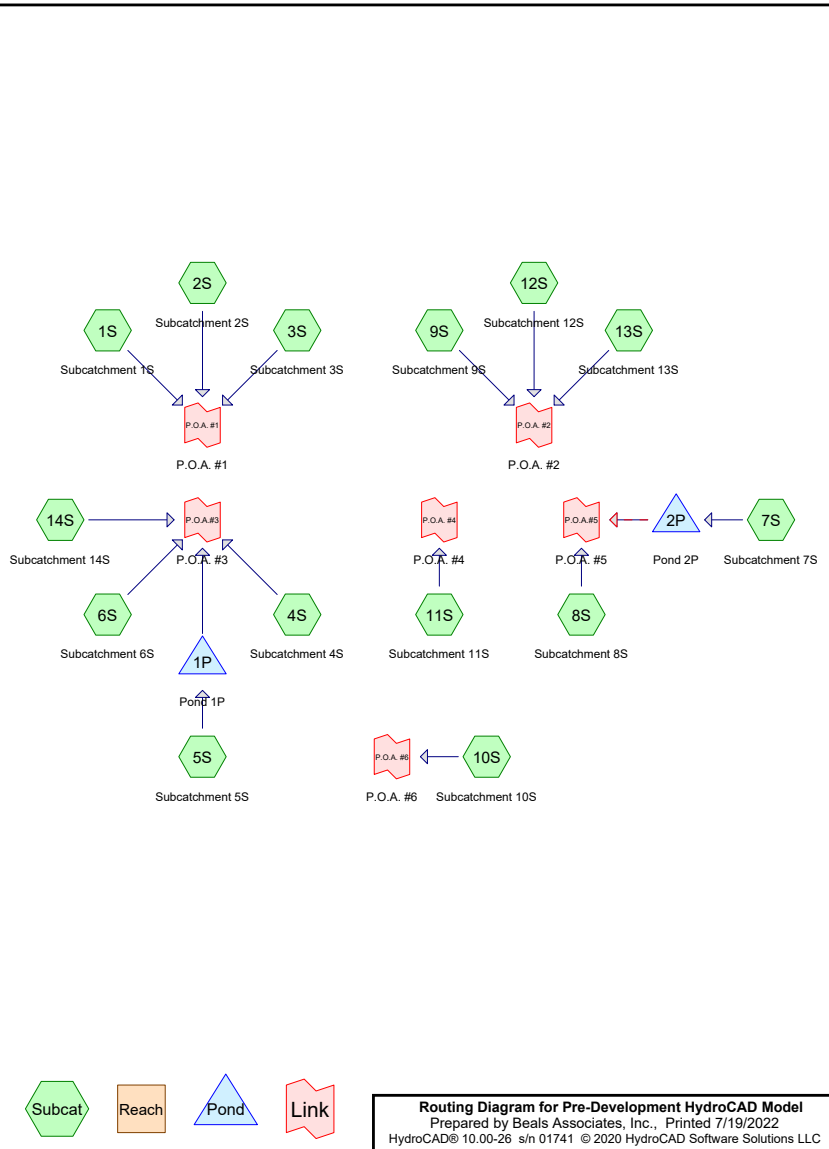 2S
12S
1S
Subcatchment 2S
3S
9S
Subcatchment 12S
13S
Subcatchment 1S
Subcatchment 3S
Subcatchment 9S
Subcatchment 13S
P.O.A. #1
P.O.A. #2
P.O.A. #1
P.O.A. #2
14S
P.O.A.#3
P.O.A. #4
P.O.A.#5
2P
7S
Subcatchment 14S
P.O.A. #3
P.O.A. #4
P.O.A. #5
Pond 2P
Subcatchment 7S
6S
4S
11S
8S
Subcatchment 6S
1P
Subcatchment 4S
Subcatchment 11S
Subcatchment 8S
Pond 1P
5S
P.O.A. #6
10S
Subcatchment 5S
P.O.A. #6
Subcatchment 10S
Subcat
Reach
Pond
Link
Routing Diagram for Pre-Development HydroCAD Model
Prepared by Beals Associates, Inc., Printed 7/19/2022
HydroCAD® 10.00-26 s/n 01741 © 2020 HydroCAD Software Solutions LLC